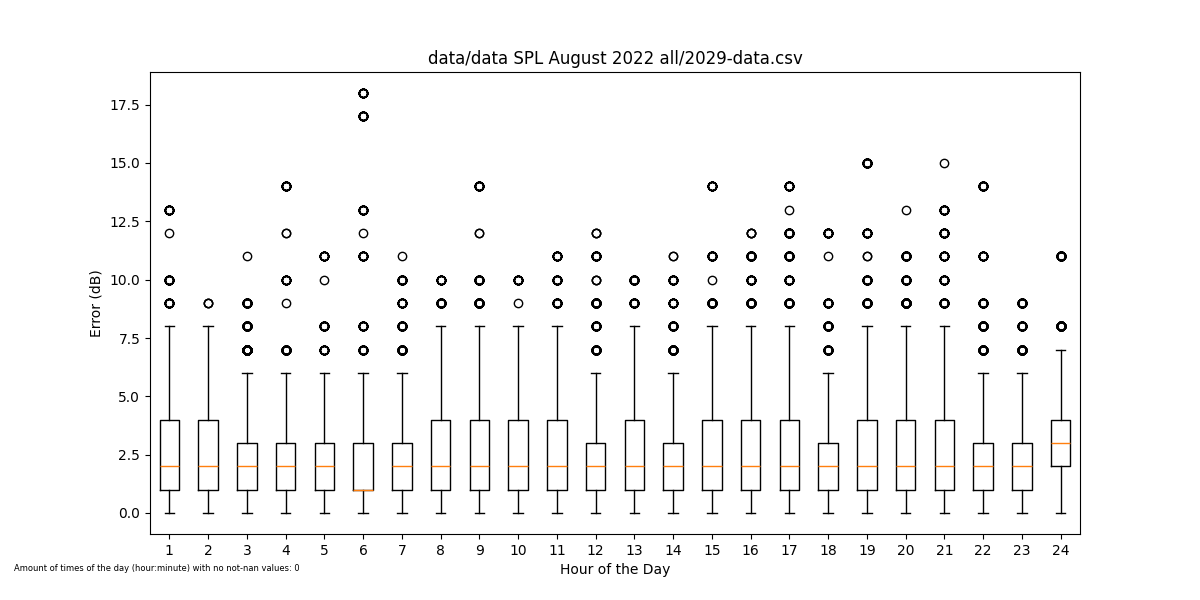 data/data SPL August 2022 all/2029-data.csv
Error (dB)
17.5
15.0
12.5
10.0
7.5
5.0
2.5
0.0
1 2 3 4 5 6 7 8 9 10 11 12 13 14 15 16 17 18 19 20 21 22 23 24
Hour of the Day
Amount of times of the day (hour:minute) with no not-nan values: 0